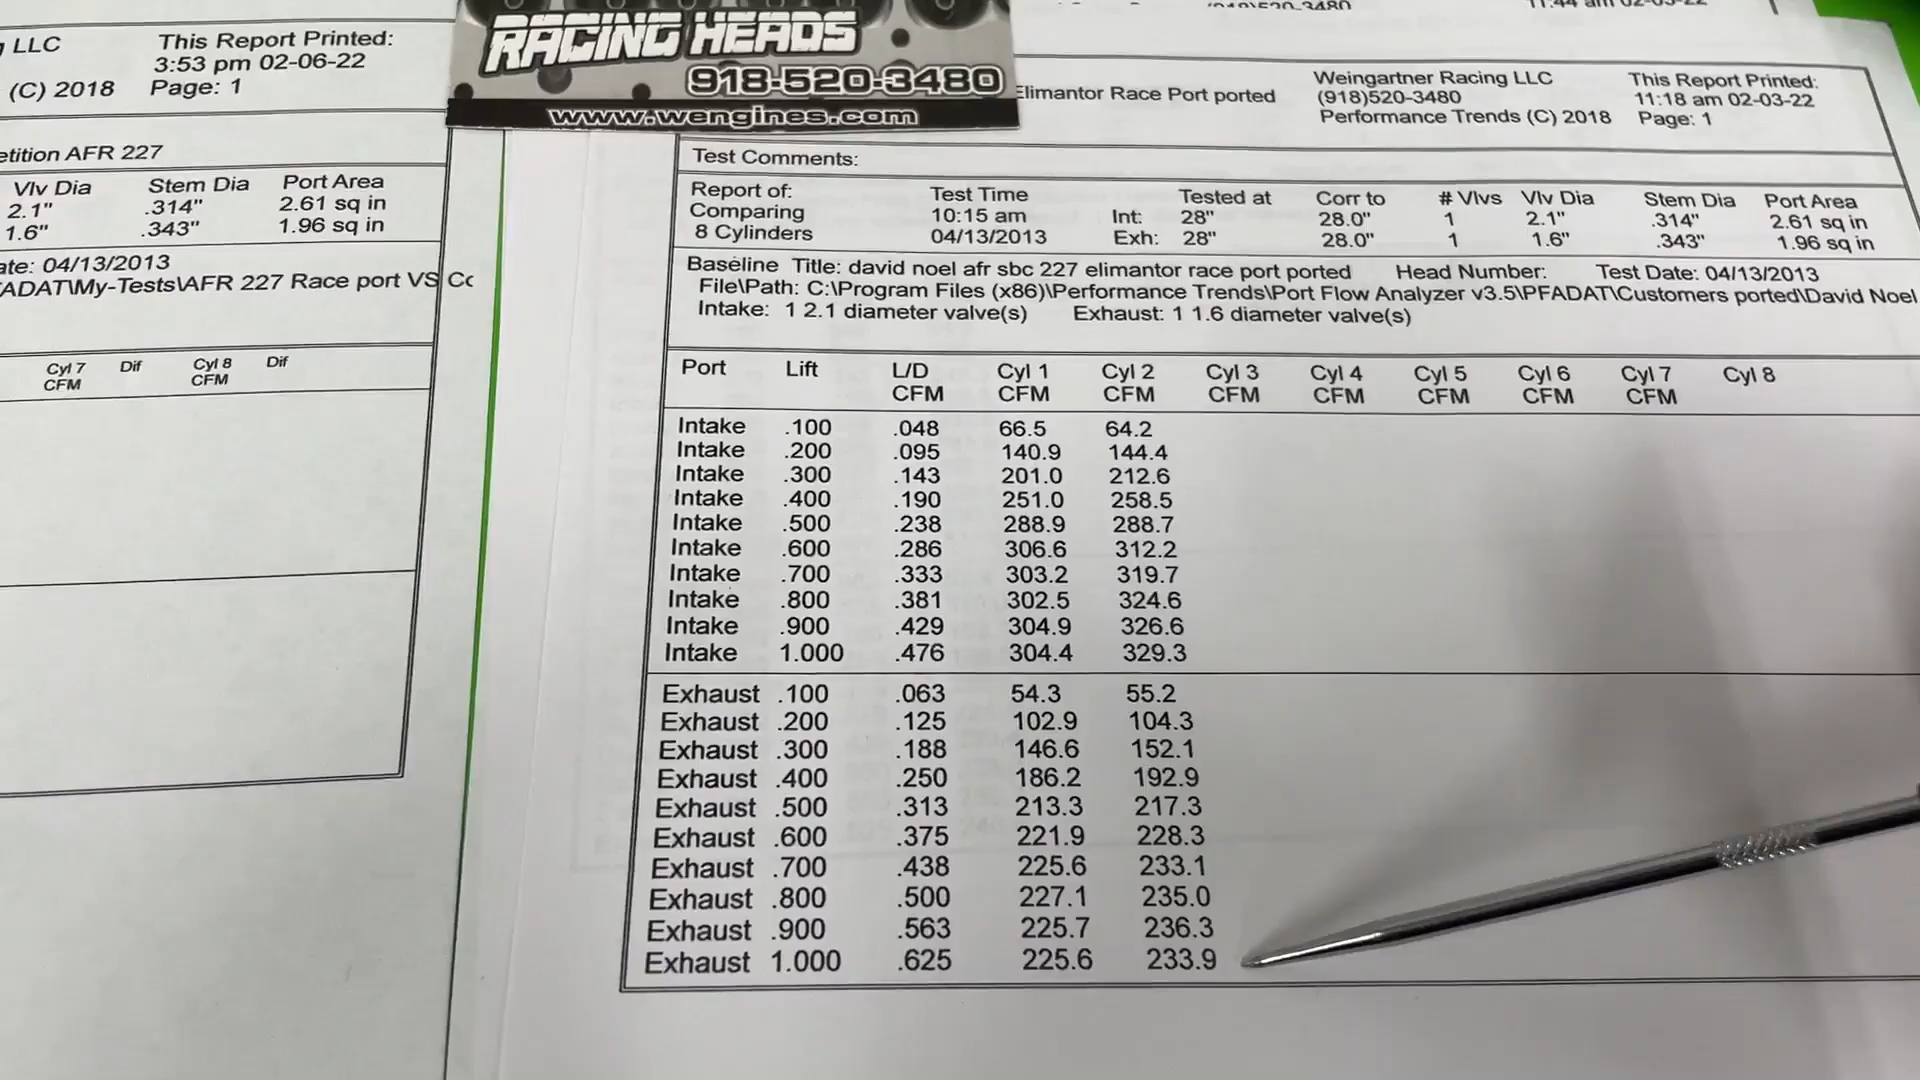 RACING HEADS
918-520-3480
www.wengines.com
LLC
(C) 2018
This Report Printed:
3:53 pm 02-06-22
Page: 1
AFR 227
Vlv Dia Stem Dia Port Area
2.1" .314" 2.61 sq in
1.6" .343" 1.96 sq in
04/13/2013
ADAT\My-Tests\AFR 227 Race port VS
Cyl 7 Dif Cyl 8 Dif
CFM CFM
Race Port ported
Weingartner Racing LLC
(918)520-3480
Performance Trends (C) 2018
This Report Printed:
11:18 am 02-03-22
Page: 1
Test Comments:
Report of: Test Time Tested at Corr to # Vlvs Vlv Dia Stem Dia Port Area
Comparing 10:15 am Int: 28" 28.0" 1 2.1" .314" 2.61 sq in
8 Cylinders 04/13/2013 Exh: 28" 28.0" 1 1.6" .343" 1.96 sq in
Baseline Title: david noel afr sbc 227 elimantor race port ported Head Number: Test Date: 04/13/2013
File\Path: C:\Program Files (x86)\Performance Trends\Port Flow Analyzer v3.5\PFADAT\Customers ported\David Noel
Intake: 1 2.1 diameter valve(s) Exhaust: 1 1.6 diameter valve(s)
Port Lift L/D Cyl 1 Cyl 2 Cyl 3 Cyl 4 Cyl 5 Cyl 6 Cyl 7 Cyl 8
CFM CFM CFM CFM CFM CFM CFM CFM
Intake .100 .048 66.5 64.2
Intake .200 .095 140.9 144.4
Intake .300 .143 201.0 212.6
Intake .400 .190 251.0 258.5
Intake .500 .238 288.9 288.7
Intake .600 .286 306.6 312.2
Intake .700 .333 303.2 319.7
Intake .800 .381 302.5 324.6
Intake .900 .429 304.9 326.6
Intake 1.000 .476 304.4 329.3
Exhaust .100 .063 54.3 55.2
Exhaust .200 .125 102.9 104.3
Exhaust .300 .188 146.6 152.1
Exhaust .400 .250 186.2 192.9
Exhaust .500 .313 213.3 217.3
Exhaust .600 .375 221.9 228.3
Exhaust .700 .438 225.6 233.1
Exhaust .800 .500 227.1 235.0
Exhaust .900 .563 225.7 236.3
Exhaust 1.000 .625 225.6 233.9